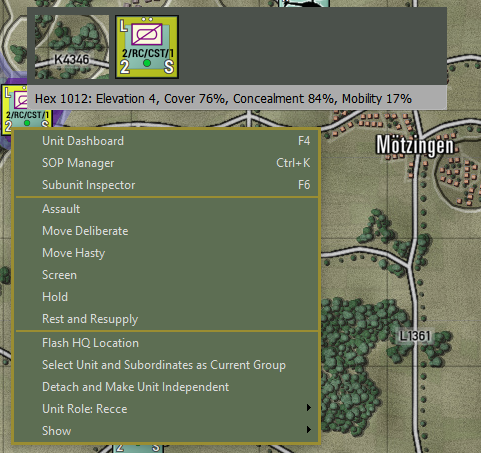 K4346
L
2/RC/CST/1
2 S
Hex 1012: Elevation 4, Cover 76%, Concealment 84%, Mobility 17%
L
2/RC/CST/1
2 S
Mötzingen
Unit Dashboard F4
SOP Manager Ctrl+K
Subunit Inspector F6
Assault
Move Deliberate
Move Hasty
Screen
Hold
Rest and Resupply
Flash HQ Location
L1361
Select Unit and Subordinates as Current Group
Detach and Make Unit Independent
Unit Role: Recce
Show
2 S